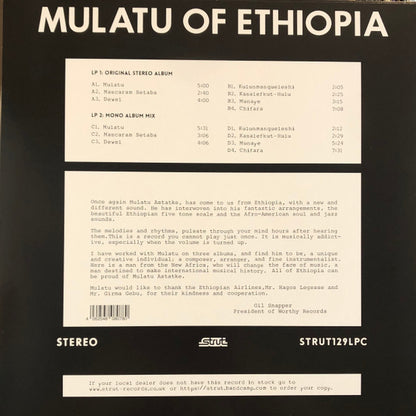 MULATU OF ETHIOPIA
LP 1: ORIGINAL STEREO ALBUM
A1. Mulatu 5:00
A2. Mascaram Setaba 2:40
A3. Dewel 4:00
B1. Kulunmanqueleshi 2:05
B2. Kasalefkut-Hulu 2:25
B3. Munaye 3:15
B4. Chifara 7:08
LP 2: MONO ALBUM MIX
C1. Mulatu 5:31
C2. Mascaram Setaba 3:06
C3. Dewel 4:06
D1. Kulunmanqueleshi 2:12
D2. Kasalefkut-Hulu 2:29
D3. Munaye 5:24
D4. Chifara 7:31
Once again Mulatu Astatke, has come to us from Ethiopia, with a new and
different sound. He has interwoven into his fantastic arrangements, the
beautiful Ethiopian five tone scale and the Afro-American soul and jazz
sounds.
The melodies and rhythms, pulsate through your mind hours after hearing
them.This is a record you cannot play just once. It is musically addict-
ive, especially when the volume is turned up.
I have worked with Mulatu on three albums, and find him to be, a unique
and creative individual; a composer, arranger, and fine instrumentalist.
Here is a man from the New Africa, who will change the face of music, a
man destined to make international musical history. All of Ethiopia can
be proud of Mulatu Astatke.
Mulatu would like to thank the Ethiopian Airlines,Mr. Hagos Legesse and
Mr. Girma Gebu, for their kindness and cooperation.
Gil Snapper
President of Worthy Records
STEREO
Strut
STRUT129LPC
If your local dealer does not have this record in stock go to
www.strut-records.co.uk or https://strut.bandcamp.com to order your copy.